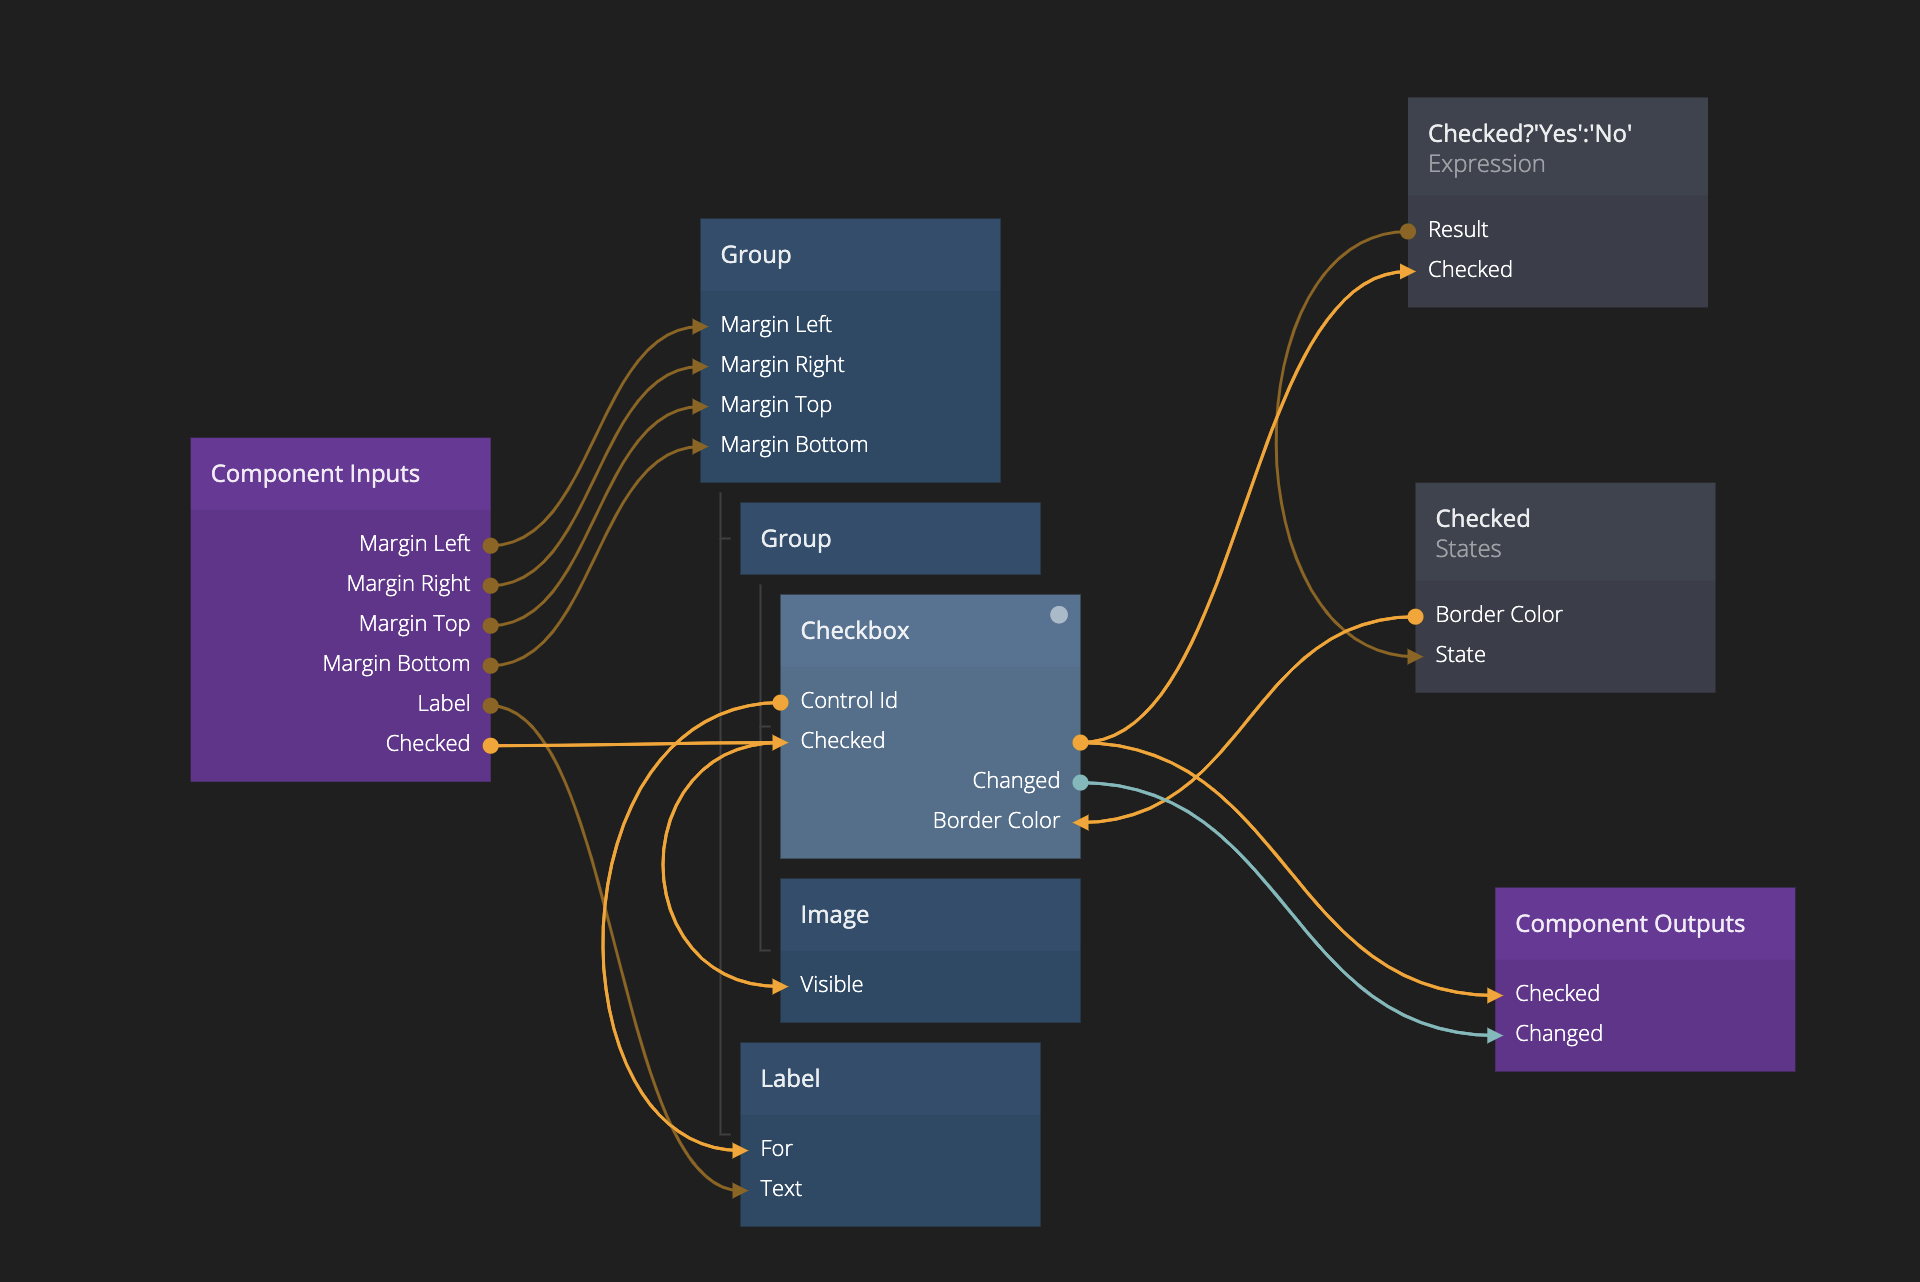 Component Inputs
Margin Left
Margin Right
Margin Top
Margin Bottom
Label
Checked
Group
Margin Left
Margin Right
Margin Top
Margin Bottom
Group
Checkbox
Control Id
Checked
Changed
Border Color
Image
Visible
Label
For
Text
Checked?'Yes':'No'
Expression
Result
Checked
Checked
States
Border Color
State
Component Outputs
Checked
Changed